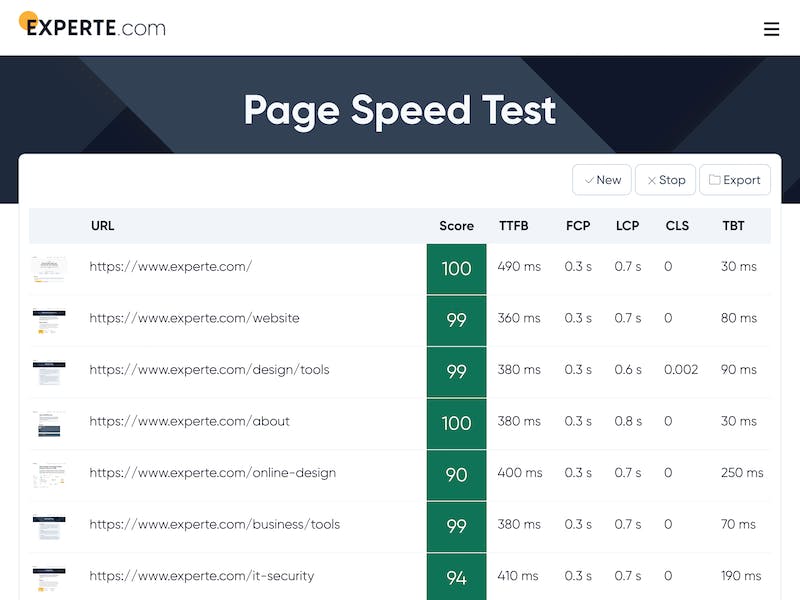 EXPERTE.com
Page Speed Test
New Stop Export
URL Score TTFB FCP LCP CLS TBT
https://www.experte.com/ 100 490 ms 0.3 s 0.7 s 0 30 ms
https://www.experte.com/website 99 360 ms 0.3 s 0.7 s 0 80 ms
https://www.experte.com/design/tools 99 380 ms 0.3 s 0.6 s 0.002 90 ms
https://www.experte.com/about 100 380 ms 0.3 s 0.8 s 0 30 ms
https://www.experte.com/online-design 90 400 ms 0.3 s 0.7 s 0 250 ms
https://www.experte.com/business/tools 99 380 ms 0.3 s 0.7 s 0 70 ms
https://www.experte.com/it-security 94 410 ms 0.3 s 0.7 s 0 190 ms